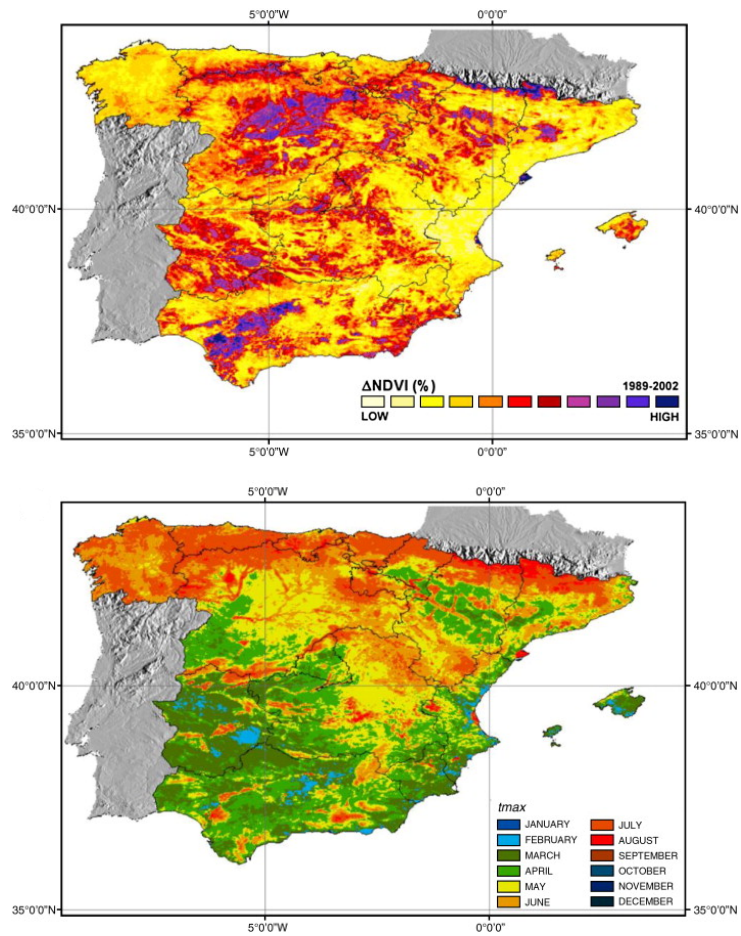 5°0'0"W 0°0'0"
40°0'0"N 40°0'0"N
ΔNDVI (%) 1989-2002
LOW HIGH
35°0'0"N 35°0'0"N
5°0'0"W 0°0'0"
5°0'0"W 0°0'0"
40°0'0"N 40°0'0"N
tmax
JANUARY JULY
FEBRUARY AUGUST
MARCH SEPTEMBER
APRIL OCTOBER
MAY NOVEMBER
JUNE DECEMBER
35°0'0"N 35°0'0"N
5°0'0"W 0°0'0"